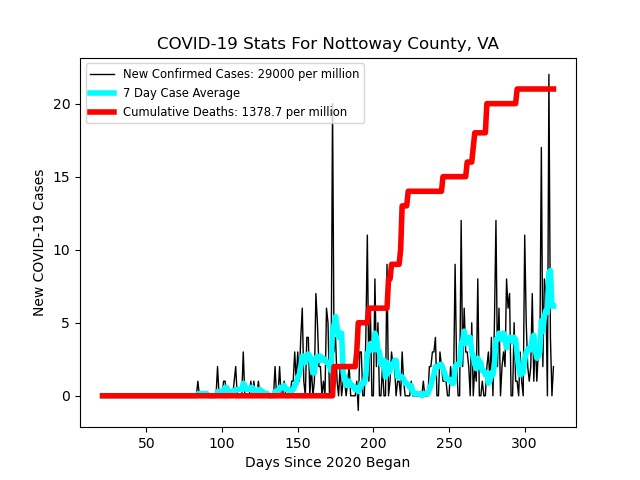 COVID-19 Stats For Nottoway County, VA
New Confirmed Cases: 29000 per million
7 Day Case Average
Cumulative Deaths: 1378.7 per million
New COVID-19 Cases
20
15
10
5
0
50 100 150 200 250 300
Days Since 2020 Began